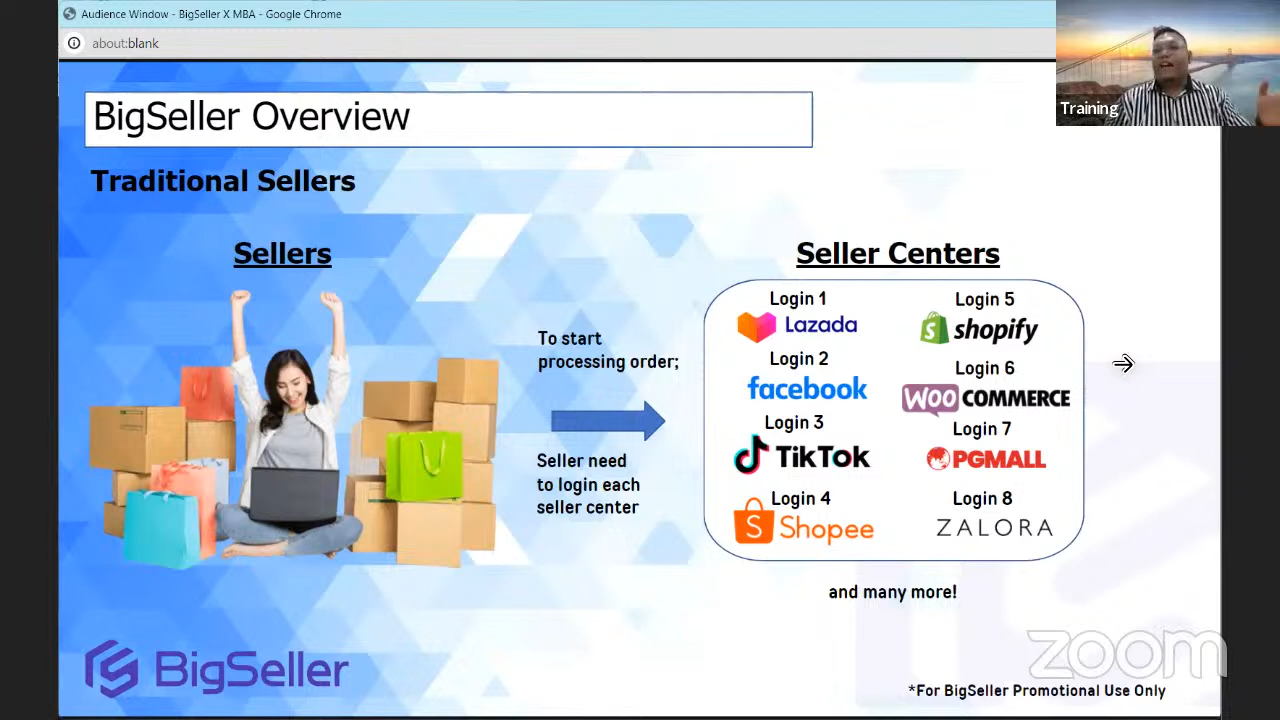 Audience Window - BigSeller X MBA - Google Chrome
about:blank
Training
BigSeller Overview
Traditional Sellers
Sellers
To start
processing order;
Seller need
to login each
seller center
Seller Centers
Login 1
Lazada
Login 2
facebook
Login 3
TikTok
Login 4
Shopee
Login 5
shopify
Login 6
WOO COMMERCE
Login 7
PGMALL
Login 8
ZALORA
and many more!
BigSeller
zoom
*For BigSeller Promotional Use Only